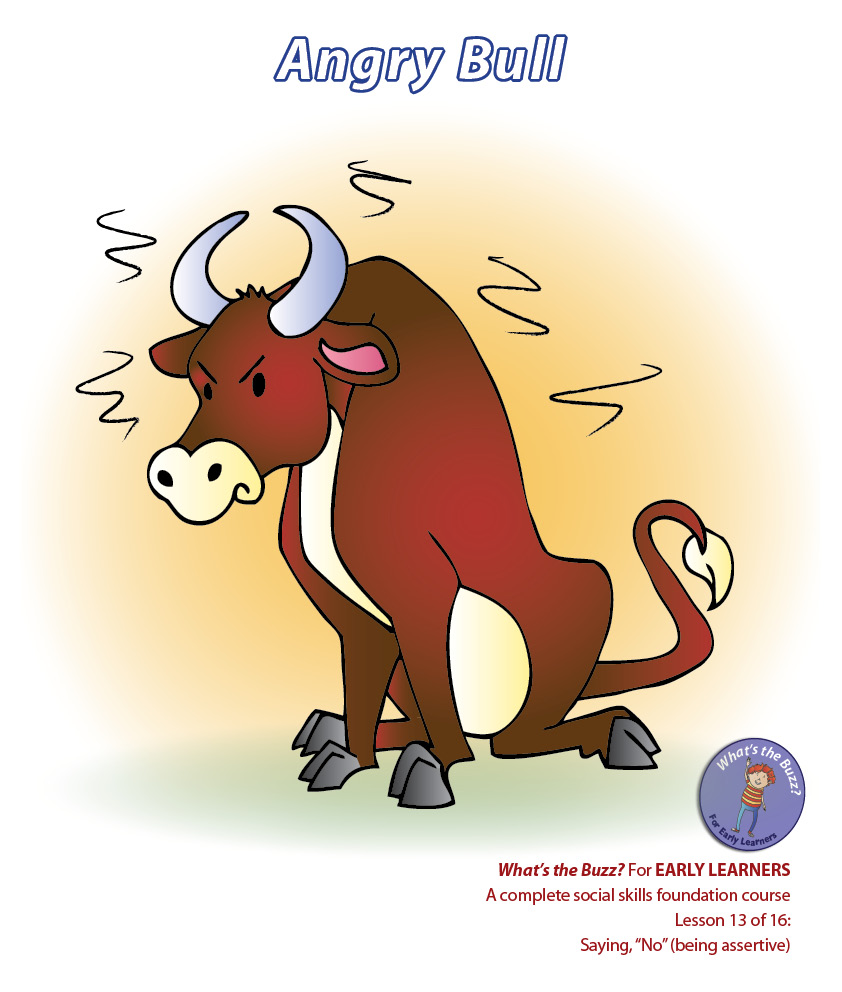 Angry Bull
What's the Buzz?
For Early Learners
What's the Buzz? For EARLY LEARNERS
A complete social skills foundation course
Lesson 13 of 16:
Saying, “No” (being assertive)